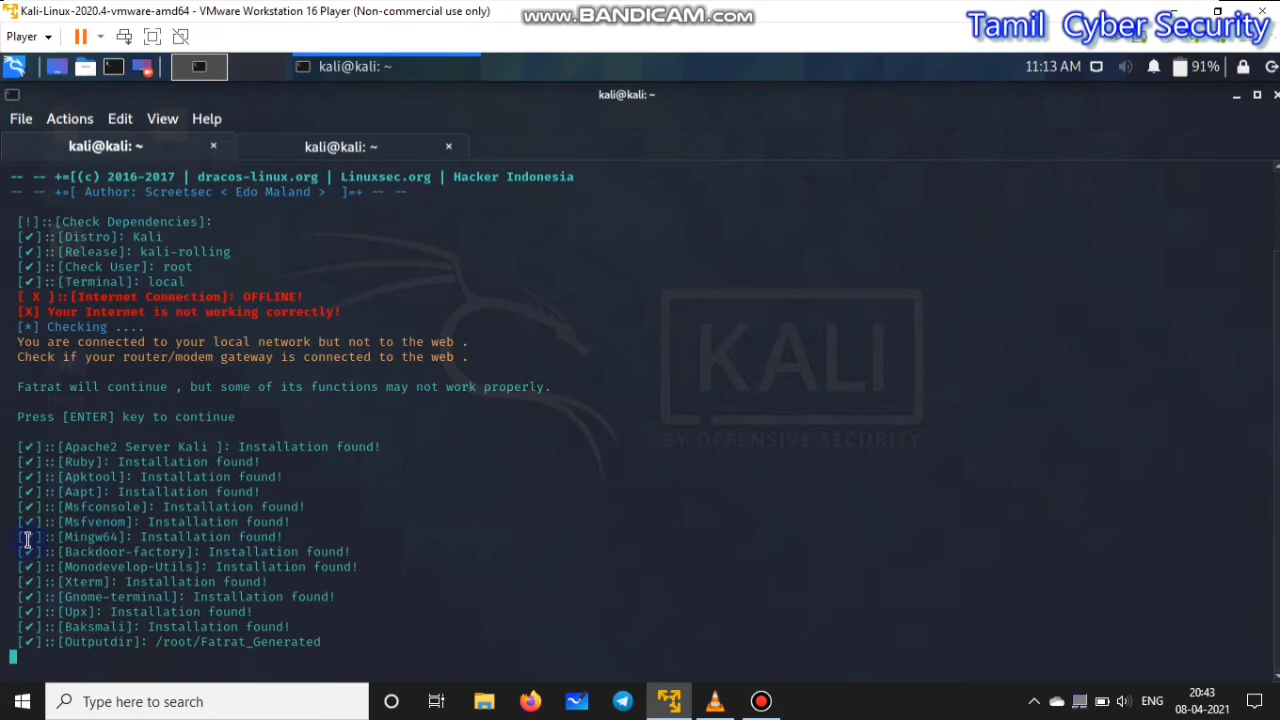 Kali-Linux-2020.4-vmware-amd64 - VMware Workstation 16 Player (Non-commercial use only)
www.BANDICAM.com
Tamil Cyber Security
Player
kali@kali: ~
11:13 AM
91%
kali@kali: ~
File Actions Edit View Help
kali@kali: ~ × kali@kali: ~ ×
-- -- +=[(c) 2016-2017 | dracos-linux.org | Linuxsec.org | Hacker Indonesia
-- -- +=[ Author: Screetsec < Edo Maland > ]=+ -- --
[!]::[Check Dependencies]:
[✔]::[Distro]: Kali
[✔]::[Release]: kali-rolling
[✔]::[Check User]: root
[✔]::[Terminal]: local
[ X ]::[Internet Connection]: OFFLINE!
[X] Your Internet is not working correctly!
[*] Checking ....
You are connected to your local network but not to the web .
Check if your router/modem gateway is connected to the web .
Fatrat will continue , but some of its functions may not work properly.
Press [ENTER] key to continue
[✔]::[Apache2 Server Kali ]: Installation found!
[✔]::[Ruby]: Installation found!
[✔]::[Apktool]: Installation found!
[✔]::[Aapt]: Installation found!
[✔]::[Msfconsole]: Installation found!
[✔]::[Msfvenom]: Installation found!
[✔]::[Mingw64]: Installation found!
[✔]::[Backdoor-factory]: Installation found!
[✔]::[Monodevelop-Utils]: Installation found!
[✔]::[Xterm]: Installation found!
[✔]::[Gnome-terminal]: Installation found!
[✔]::[Upx]: Installation found!
[✔]::[Baksmali]: Installation found!
[✔]::[Outputdir]: /root/Fatrat_Generated
KALI
BY OFFENSIVE SECURITY
Type here to search
ENG
20:43
08-04-2021